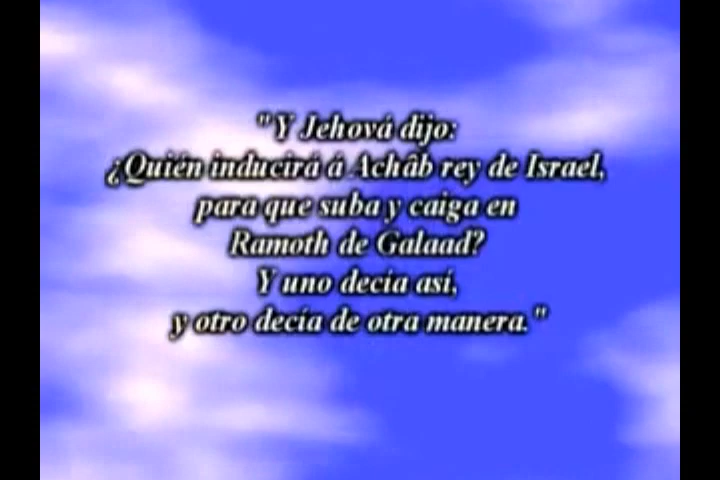 "Y Jehová dijo:
¿Quién inducirá á Achâb rey de Israel,
para que suba y caiga en
Ramoth de Galaad?
Y uno decía así,
y otro decía de otra manera."